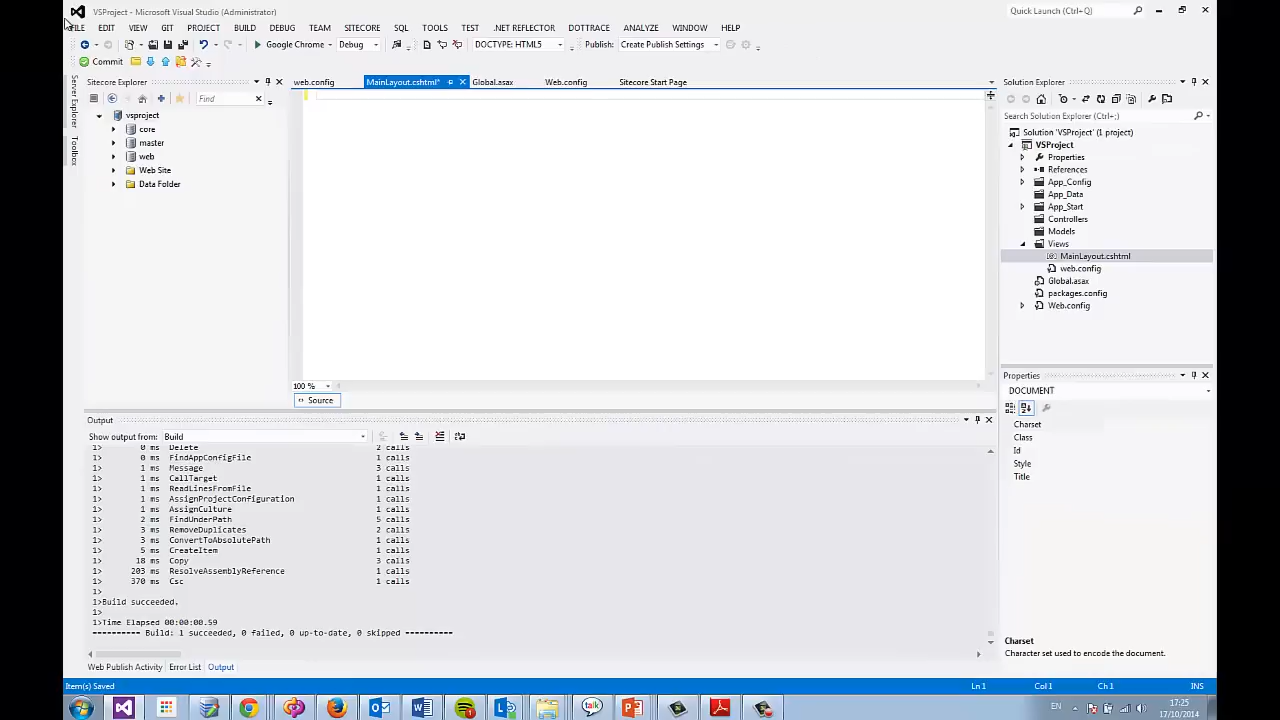 VSProject - Microsoft Visual Studio (Administrator)
Quick Launch (Ctrl+Q)
FILE EDIT VIEW GIT PROJECT BUILD DEBUG TEAM SITECORE SQL TOOLS TEST .NET REFLECTOR DOTTRACE ANALYZE WINDOW HELP
Google Chrome Debug DOCTYPE: HTML5 Publish: Create Publish Settings
Commit
Server Explorer
Toolbox
Sitecore Explorer
Find
vsproject
core
master
web
Web Site
Data Folder
web.config MainLayout.cshtml* Global.asax Web.config Sitecore Start Page
100 %
Source
Solution Explorer
Search Solution Explorer (Ctrl+;)
Solution 'VSProject' (1 project)
VSProject
Properties
References
App_Config
App_Data
App_Start
Controllers
Models
Views
MainLayout.cshtml
web.config
Global.asax
packages.config
Web.config
Properties
DOCUMENT
Charset
Class
Id
Style
Title
Charset
Character set used to encode the document.
Output
Show output from: Build
1> 0 ms Delete 2 calls
1> 0 ms FindAppConfigFile 1 calls
1> 1 ms Message 3 calls
1> 1 ms CallTarget 1 calls
1> 1 ms ReadLinesFromFile 1 calls
1> 1 ms AssignProjectConfiguration 1 calls
1> 1 ms AssignCulture 1 calls
1> 2 ms FindUnderPath 5 calls
1> 3 ms RemoveDuplicates 2 calls
1> 3 ms ConvertToAbsolutePath 1 calls
1> 5 ms CreateItem 1 calls
1> 18 ms Copy 3 calls
1> 203 ms ResolveAssemblyReference 1 calls
1> 370 ms Csc 1 calls
1>
1>Build succeeded.
1>
1>Time Elapsed 00:00:00.59
========== Build: 1 succeeded, 0 failed, 0 up-to-date, 0 skipped ==========
Web Publish Activity Error List Output
Item(s) Saved Ln 1 Col 1 Ch 1 INS
talk
EN
17:25
17/10/2014